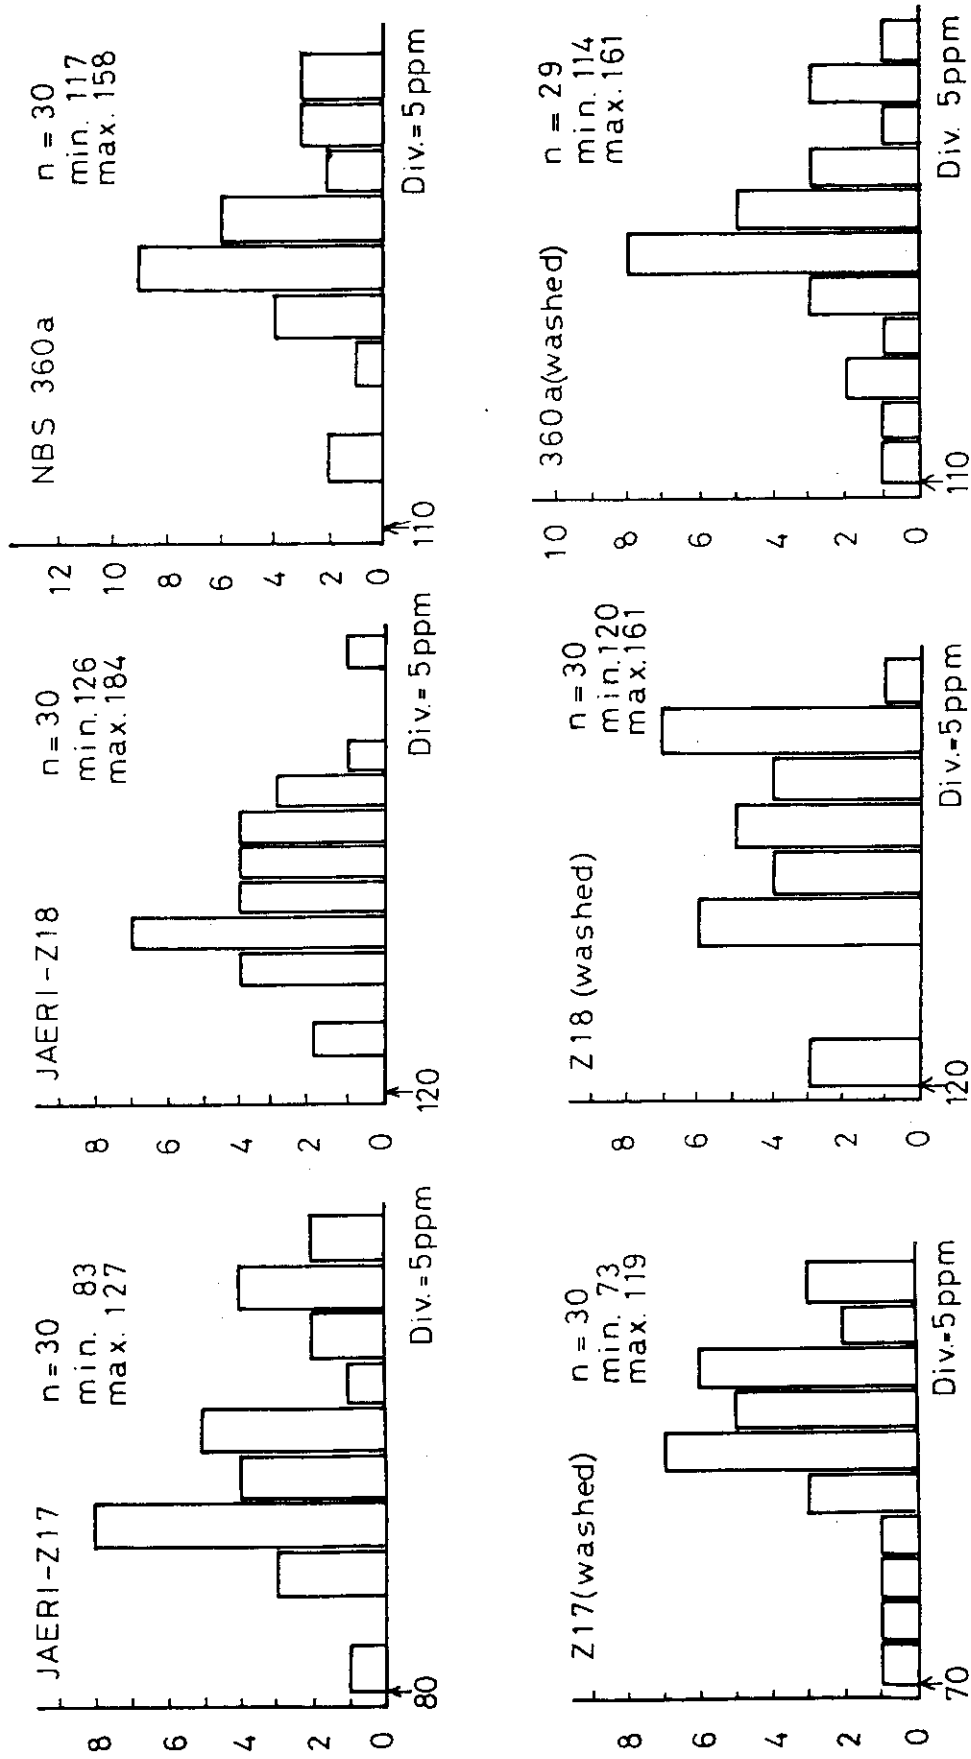 JAERI-Z17
n=30
min. 83
max. 127
8
6
4
2
0
80
Div.=5ppm
JAERI-Z18
n=30
min.126
max.184
8
6
4
2
0
120
Div.=5ppm
NBS 360a
n=30
min. 117
max. 158
12
10
8
6
4
2
0
110
Div.=5ppm
Z17(washed)
n=30
min. 73
max. 119
8
6
4
2
0
70
Div.=5ppm
Z18 (washed)
n=30
min.120
max.161
8
6
4
2
0
120
Div.=5ppm
360a(washed)
n=29
min. 114
max.161
10
8
6
4
2
0
110
Div. 5ppm